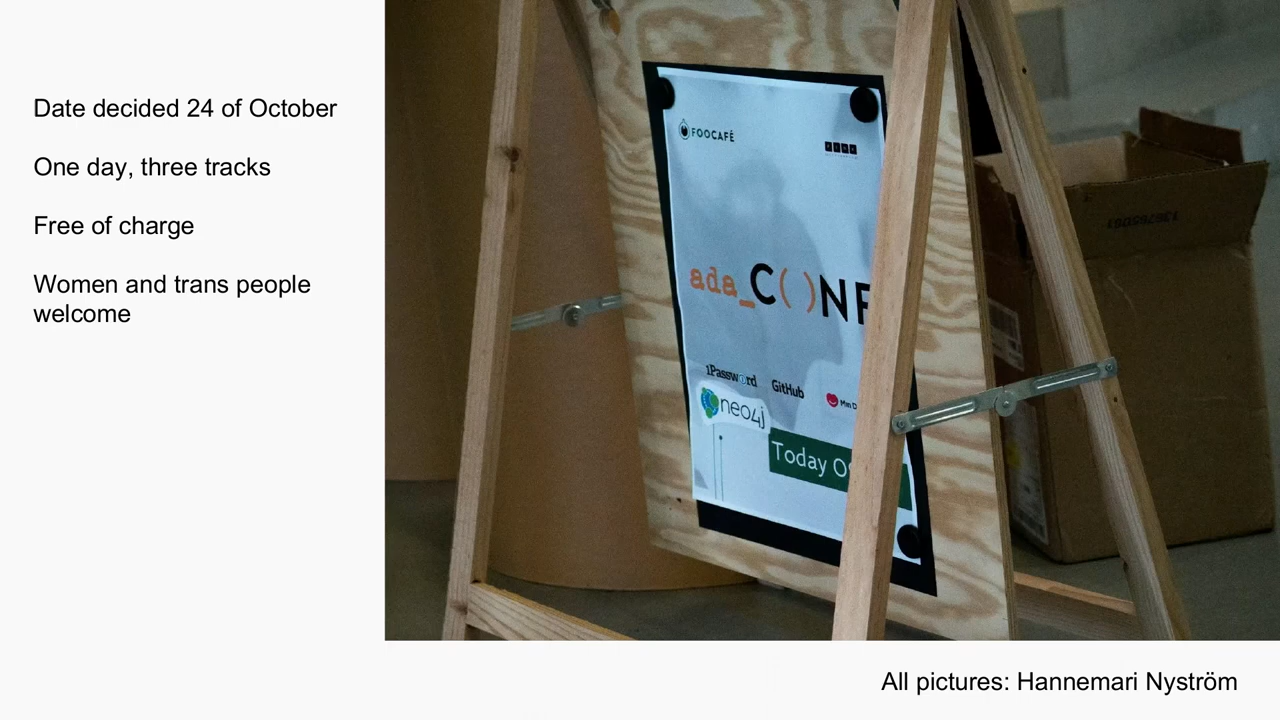 Date decided 24 of October
One day, three tracks
Free of charge
Women and trans people
welcome
FOOCAFÉ
ada_C( )NF
1Password GitHub
neo4j
Today
All pictures: Hannemari Nyström